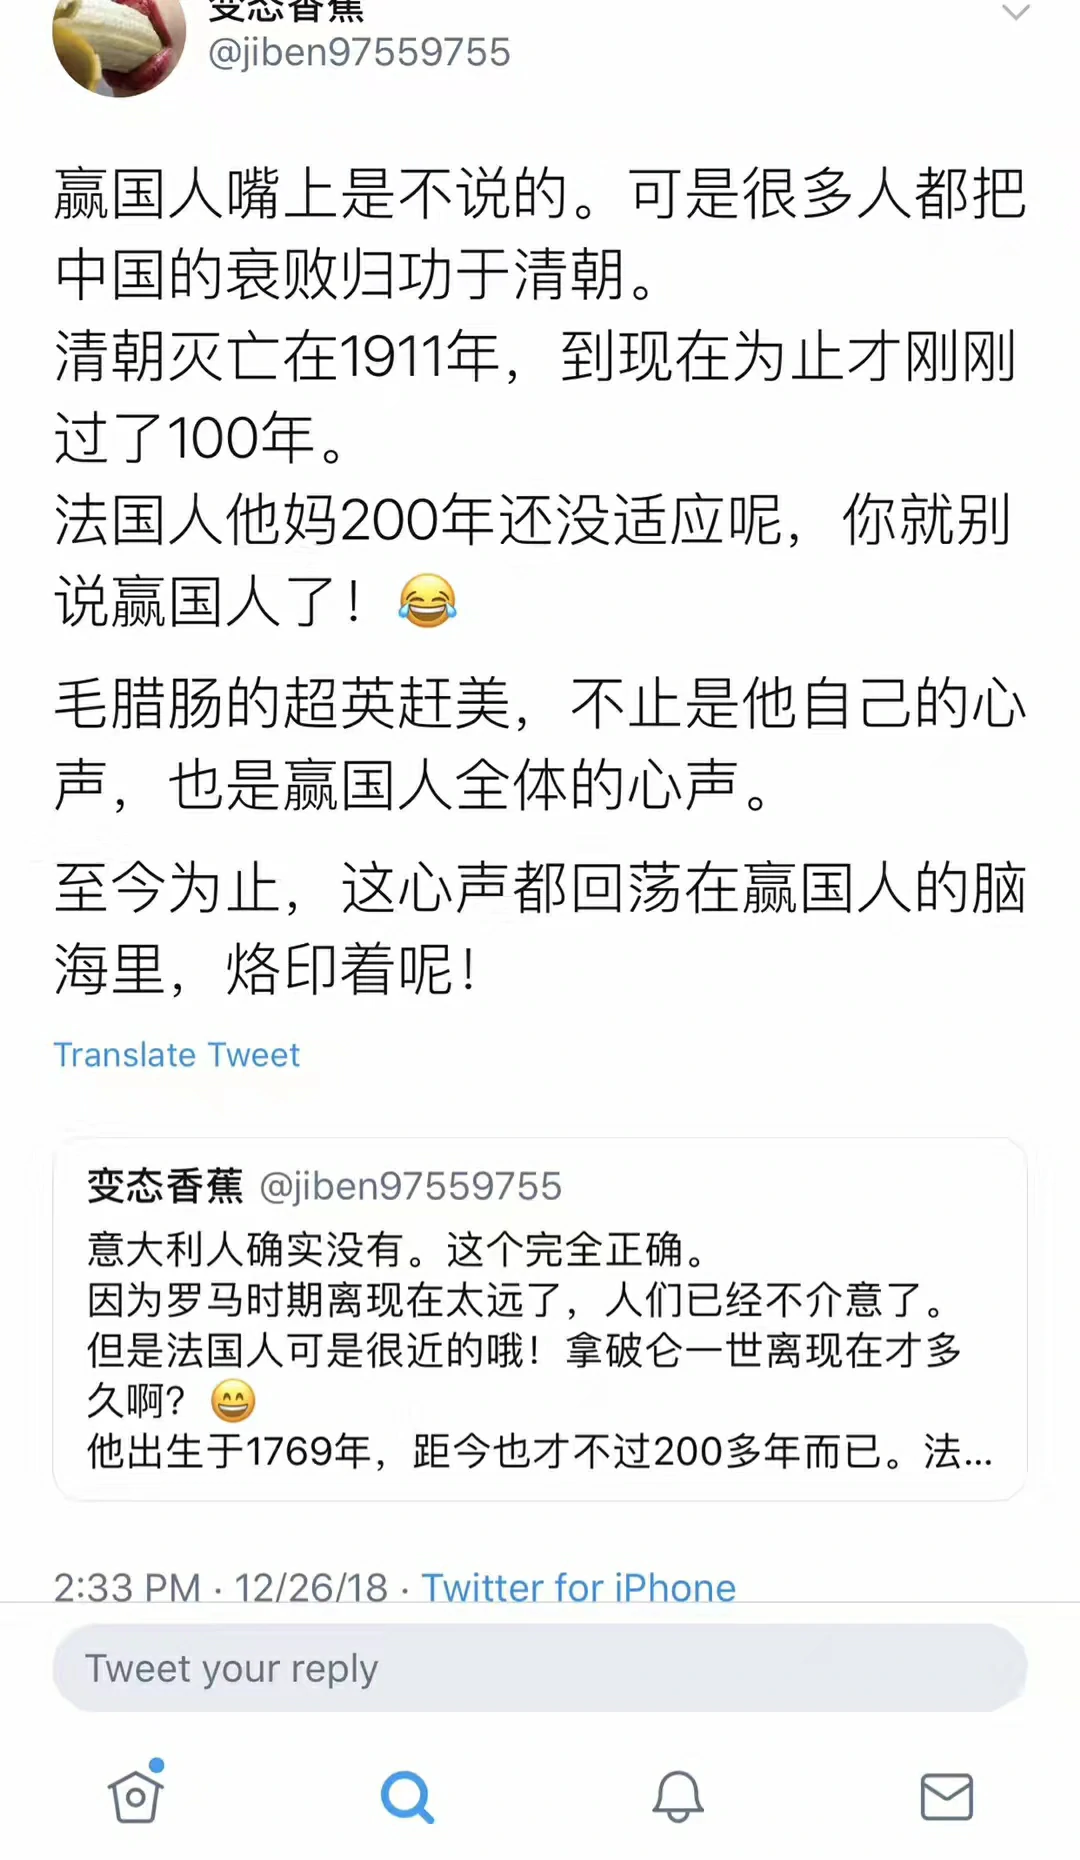 变态香蕉
@jiben97559755
赢国人嘴上是不说的。可是很多人都把
中国的衰败归功于清朝。
清朝灭亡在1911年，到现在为止才刚刚
过了100年。
法国人他妈200年还没适应呢，你就别
说赢国人了！😂
毛腊肠的超英赶美，不止是他自己的心
声，也是赢国人全体的心声。
至今为止，这心声都回荡在赢国人的脑
海里，烙印着呢！
Translate Tweet
变态香蕉 @jiben97559755
意大利人确实没有。这个完全正确。
因为罗马时期离现在太远了，人们已经不介意了。
但是法国人可是很近的哦！拿破仑一世离现在才多
久啊？😄
他出生于1769年，距今也才不过200多年而已。法...
2:33 PM · 12/26/18 · Twitter for iPhone
Tweet your reply